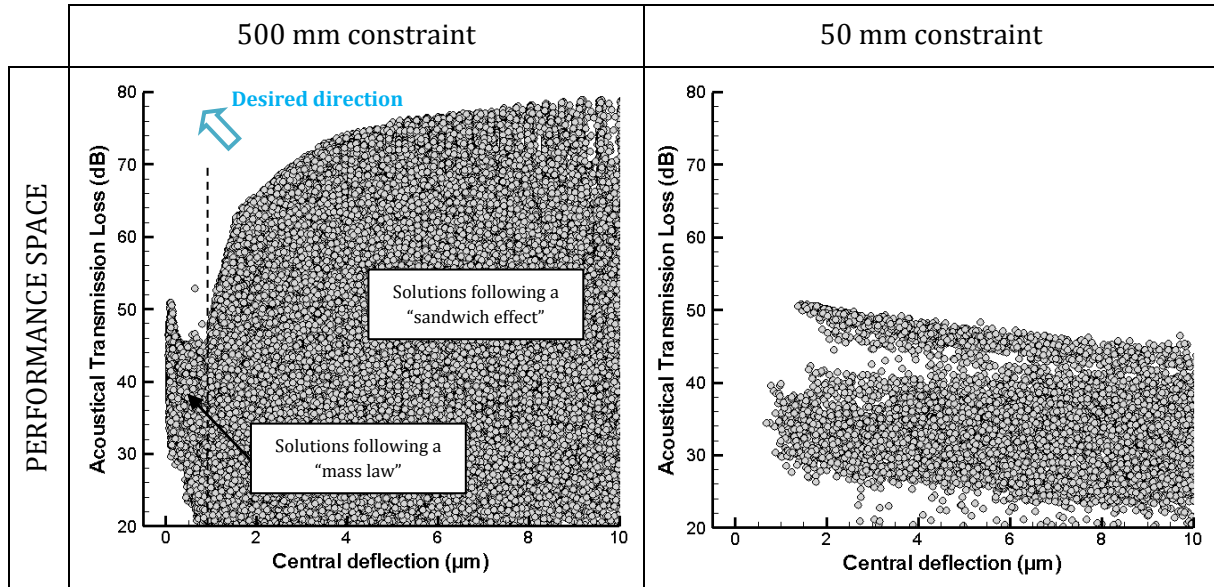 500 mm constraint
50 mm constraint
PERFORMANCE SPACE
Desired direction
Acoustical Transmission Loss (dB)
80
70
60
50
40
30
20
Solutions following a
“sandwich effect”
Solutions following a
“mass law”
0
2
4
6
8
10
Central deflection (µm)
Acoustical Transmission Loss (dB)
80
70
60
50
40
30
20
0
2
4
6
8
10
Central deflection (µm)